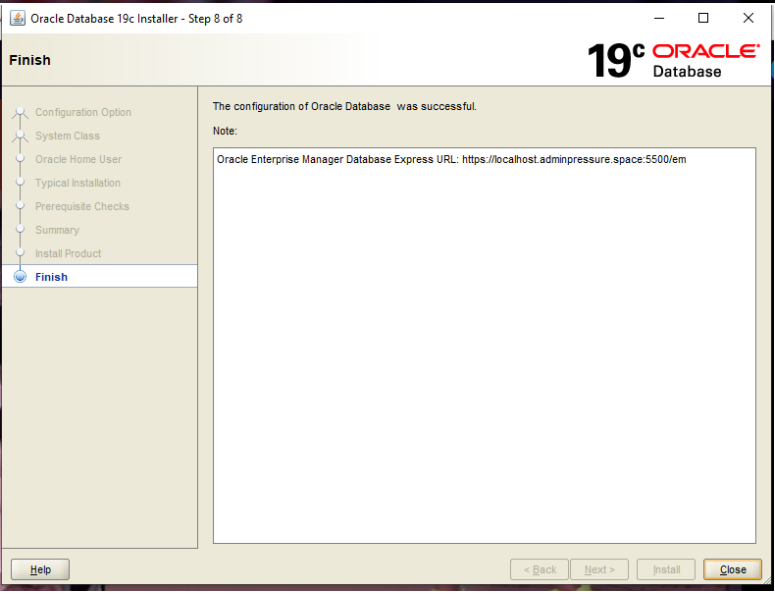 Oracle Database 19c Installer - Step 8 of 8
Finish
19c ORACLE
Database
Configuration Option
System Class
Oracle Home User
Typical Installation
Prerequisite Checks
Summary
Install Product
Finish
The configuration of Oracle Database  was successful.
Note:
Oracle Enterprise Manager Database Express URL: https://localhost.adminpressure.space:5500/em
Help
< Back
Next >
Install
Close